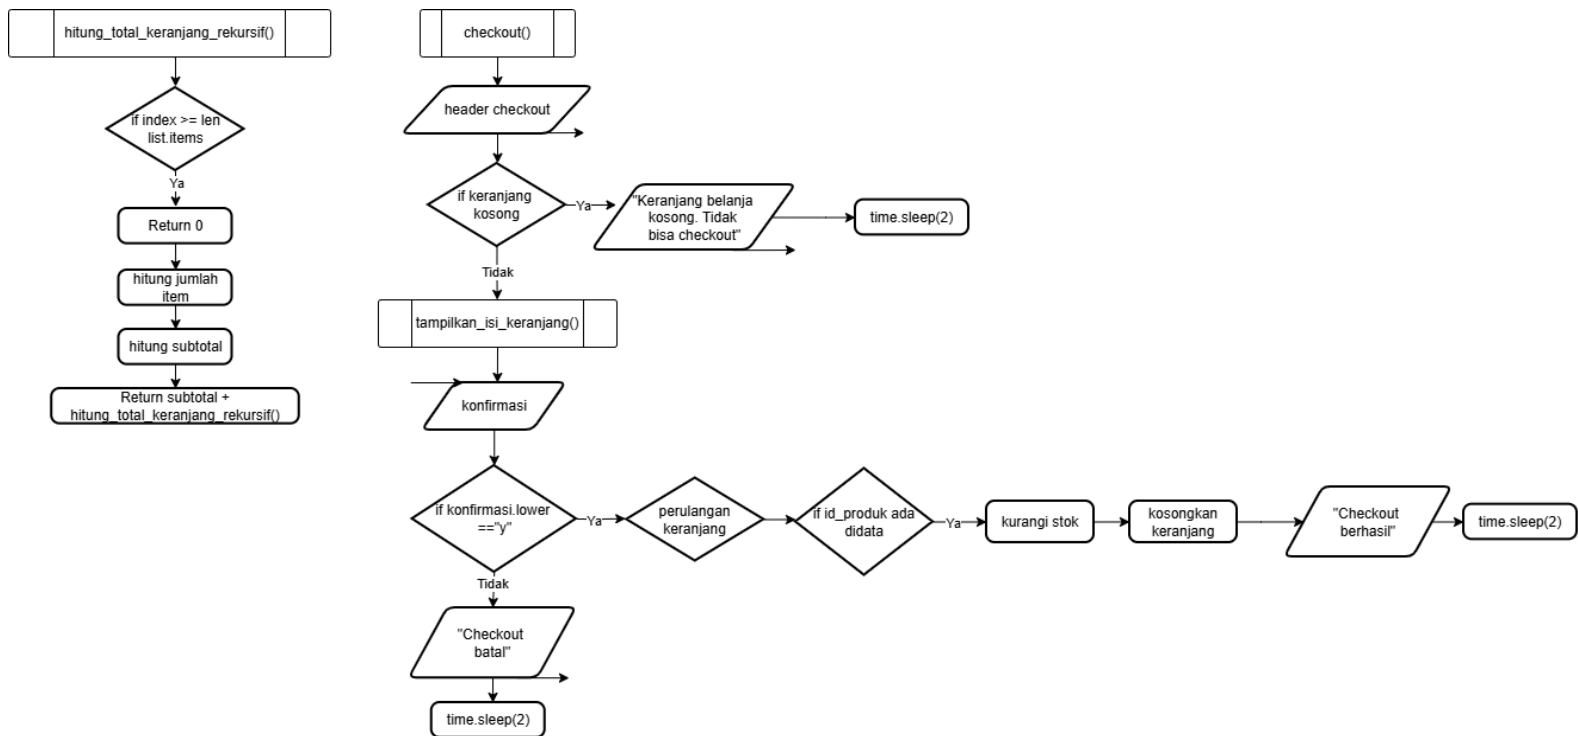 hitung_total_keranjang_rekursif()
if index >= len
list.items
Ya
Return 0
hitung jumlah
item
hitung subtotal
Return subtotal +
hitung_total_keranjang_rekursif()
checkout()
header checkout
if keranjang
kosong
Ya
"Keranjang belanja
kosong. Tidak
bisa checkout"
time.sleep(2)
Tidak
tampilkan_isi_keranjang()
konfirmasi
if konfirmasi.lower
=="y"
Ya
perulangan
keranjang
if id_produk ada
didata
Ya
kurangi stok
kosongkan
keranjang
"Checkout
berhasil"
time.sleep(2)
Tidak
"Checkout
batal"
time.sleep(2)